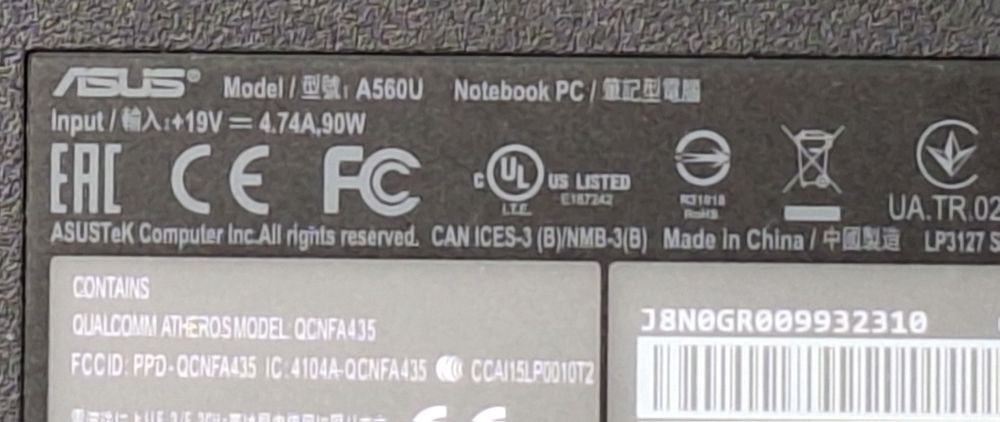 ASUS® Model / 型號: A560U Notebook PC / 筆記型電腦
Input / 輸入:+19V ⎓ 4.74A,90W
EAC CE FC c UL US LISTED
I.T.E. E187242 R31018 RoHS UA.TR.02
ASUSTeK Computer Inc.All rights reserved. CAN ICES-3 (B)/NMB-3(B) Made in China / 中國製造 LP3127 S
CONTAINS
QUALCOMM ATHEROS MODEL: QCNFA435
FCC ID: PPD-QCNFA435 IC: 4104A-QCNFA435 CCAI15LP0010T2
J8N0GR009932310
CE